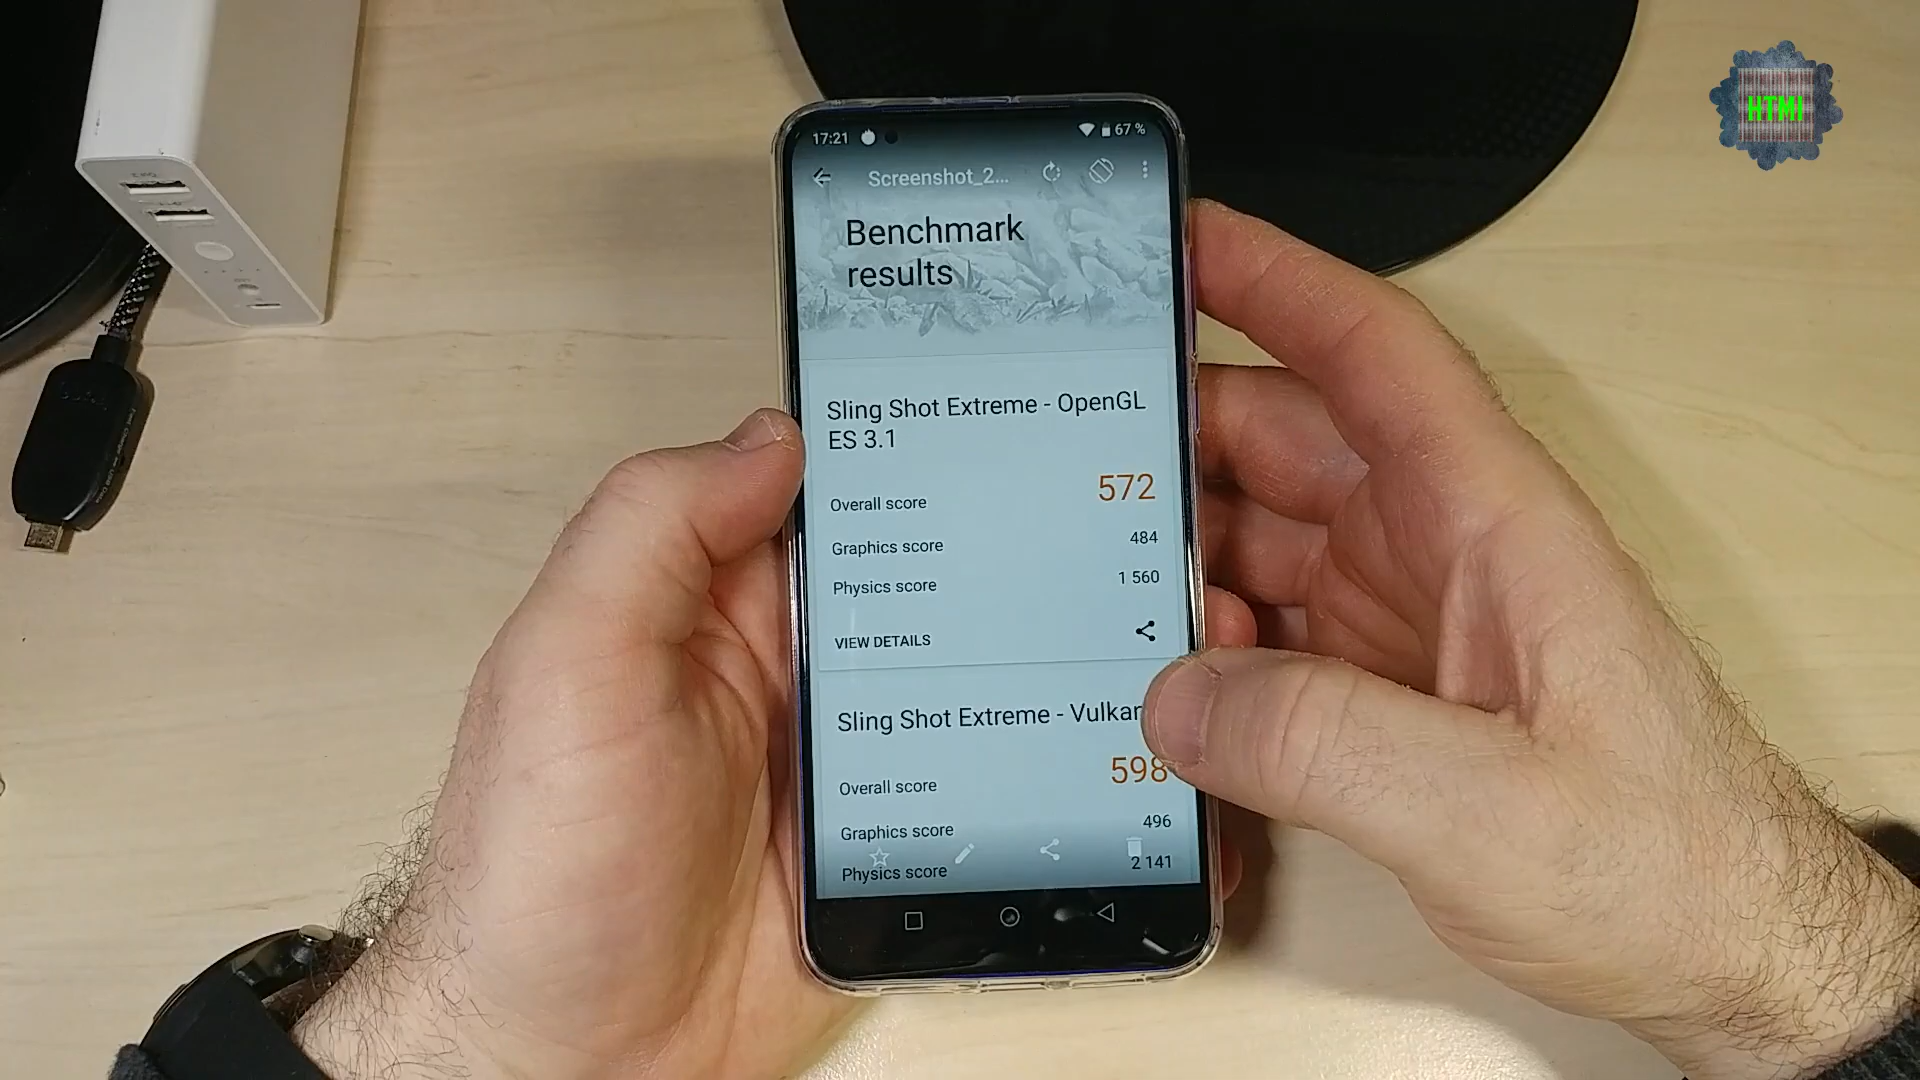 HTMI
17:21
67 %
Screenshot_2...
Benchmark
results
Sling Shot Extreme - OpenGL
ES 3.1
Overall score 572
Graphics score 484
Physics score 1 560
VIEW DETAILS
Sling Shot Extreme - Vulkan
Overall score 598
Graphics score 496
Physics score 2 141